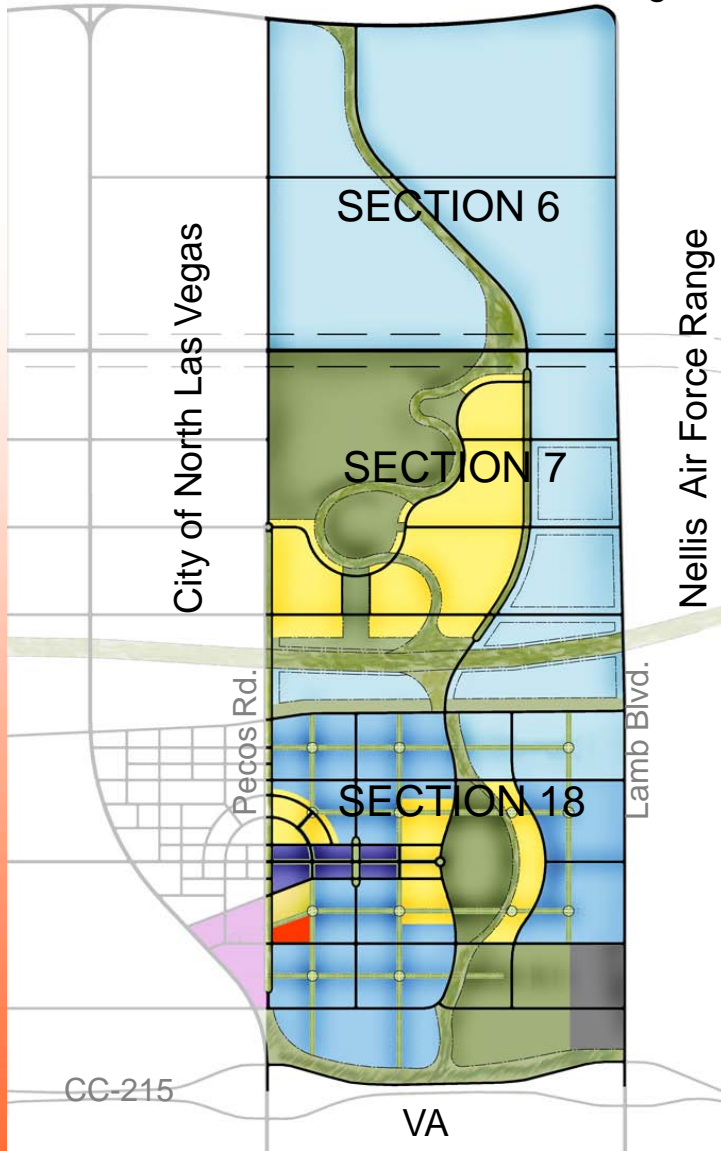 SECTION 6
City of North Las Vegas
Nellis Air Force Range
SECTION 7
Pecos Rd.
Lamb Blvd.
SECTION 18
CC-215
VA